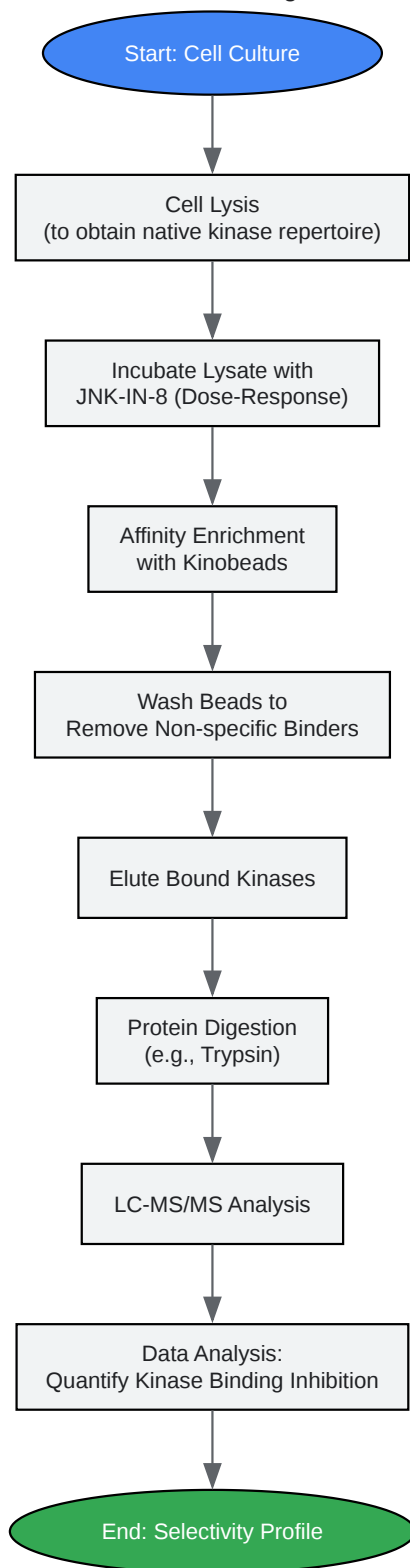 Start: Cell Culture
Cell Lysis
(to obtain native kinase repertoire)
Incubate Lysate with
JNK-IN-8 (Dose-Response)
Affinity Enrichment
with Kinobeads
Wash Beads to
Remove Non-specific Binders
Elute Bound Kinases
Protein Digestion
(e.g., Trypsin)
LC-MS/MS Analysis
Data Analysis:
Quantify Kinase Binding Inhibition
End: Selectivity Profile